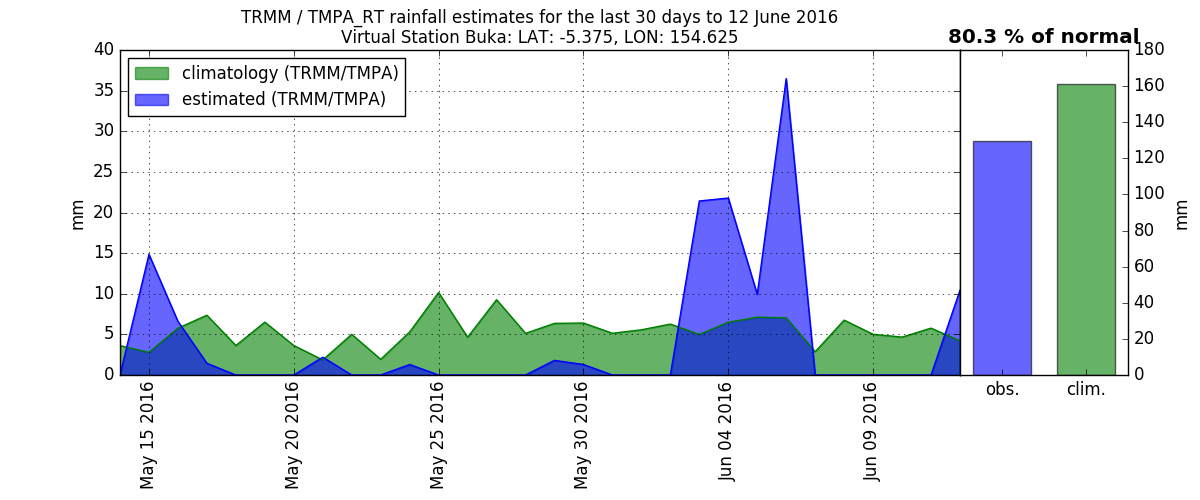 TRMM / TMPA_RT rainfall estimates for the last 30 days to 12 June 2016
Virtual Station Buka: LAT: -5.375, LON: 154.625
80.3 % of normal
climatology (TRMM/TMPA)
estimated (TRMM/TMPA)
40
35
30
25
20
15
10
5
0
mm
May 15 2016
May 20 2016
May 25 2016
May 30 2016
Jun 04 2016
Jun 09 2016
obs.
clim.
180
160
140
120
100
80
60
40
20
0
mm